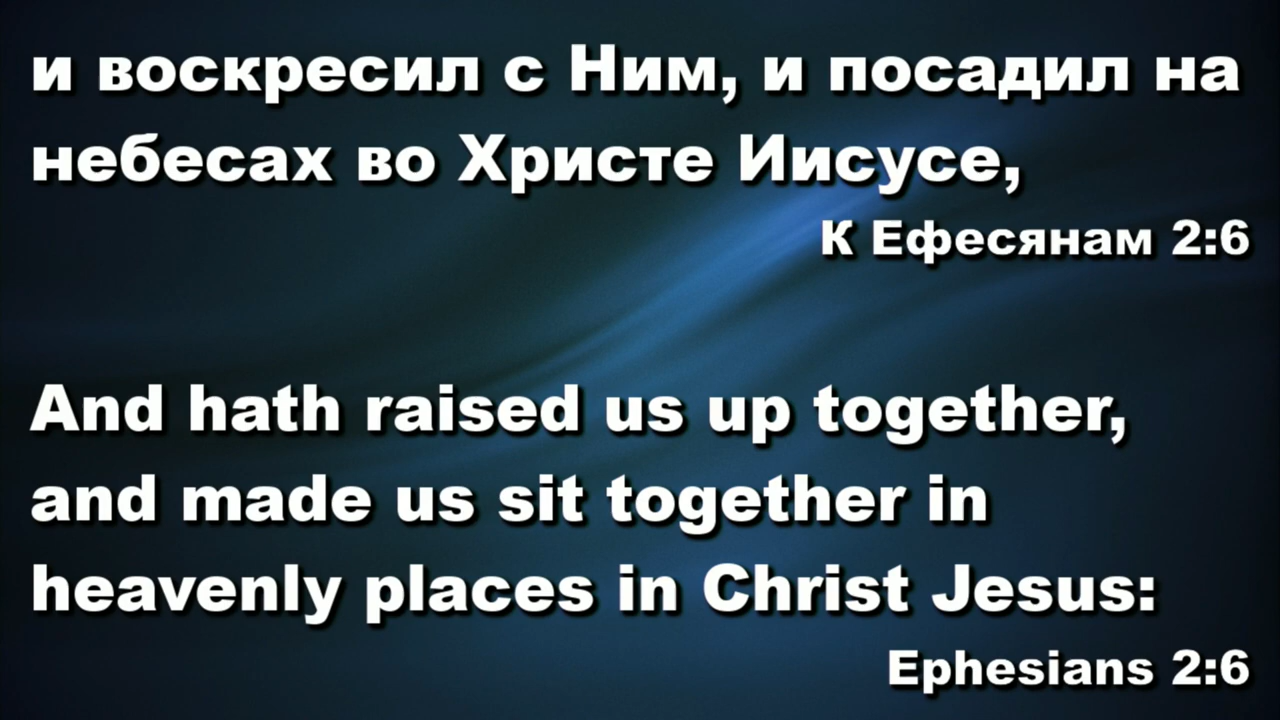 и воскресил с Ним, и посадил на
небесах во Христе Иисусе,
К Ефесянам 2:6
And hath raised us up together,
and made us sit together in
heavenly places in Christ Jesus:
Ephesians 2:6